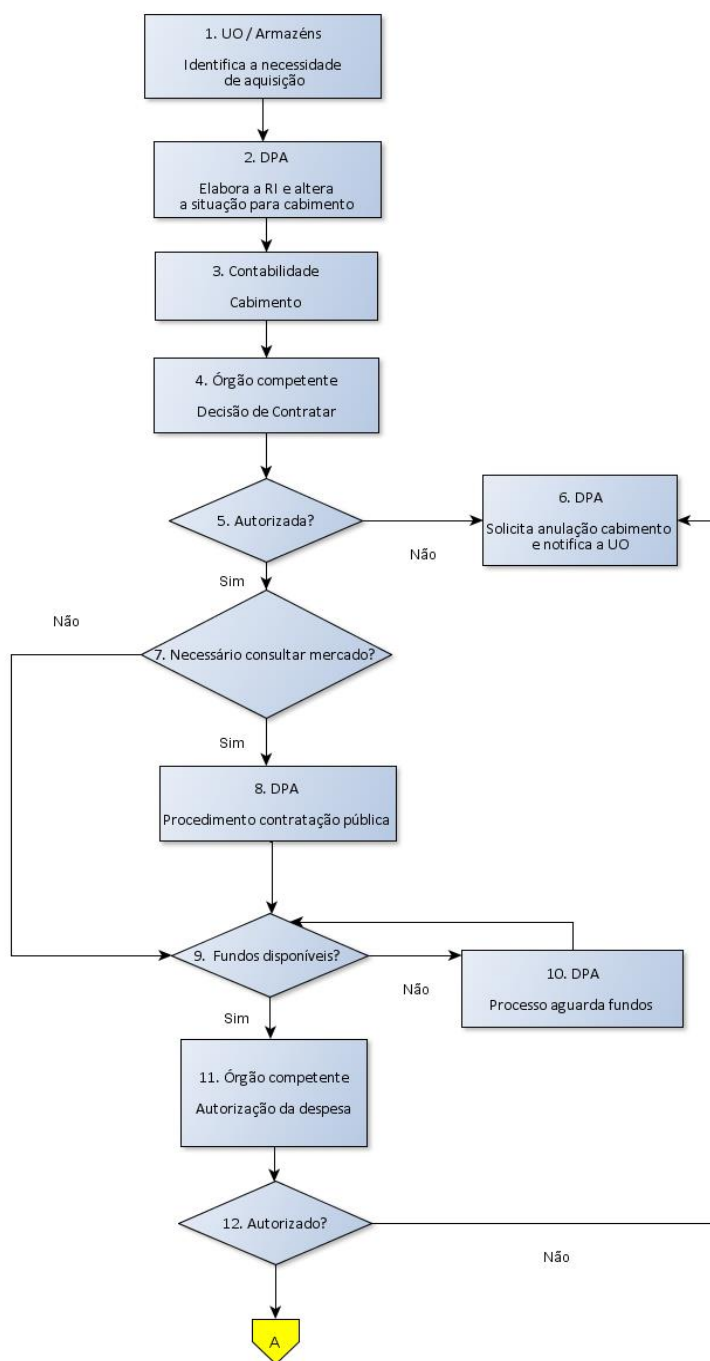 1. UO / Armazéns
Identifica a necessidade
de aquisição
2. DPA
Elabora a RI e altera
a situação para cabimento
3. Contabilidade
Cabimento
4. Órgão competente
Decisão de Contratar
5. Autorizada?
Não
6. DPA
Solicita anulação cabimento
e notifica a UO
Sim
Não
7. Necessário consultar mercado?
Sim
8. DPA
Procedimento contratação pública
9. Fundos disponíveis?
Não
10. DPA
Processo aguarda fundos
Sim
11. Órgão competente
Autorização da despesa
12. Autorizado?
Não
A